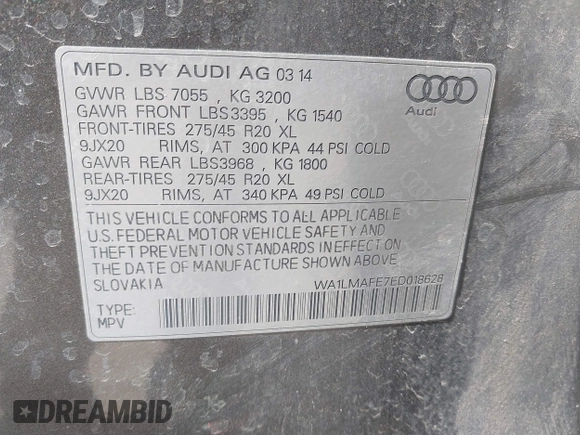 MFD. BY AUDI AG 03 14
GVWR LBS 7055 , KG 3200
GAWR FRONT LBS3395 , KG 1540
FRONT-TIRES 275/45 R20 XL
9JX20 RIMS, AT 300 KPA 44 PSI COLD
GAWR REAR LBS3968 , KG 1800
REAR-TIRES 275/45 R20 XL
9JX20 RIMS, AT 340 KPA 49 PSI COLD
Audi
THIS VEHICLE CONFORMS TO ALL APPLICABLE
U.S. FEDERAL MOTOR VEHICLE SAFETY AND
THEFT PREVENTION STANDARDS IN EFFECT ON
THE DATE OF MANUFACTURE SHOWN ABOVE.
SLOVAKIA
WA1LMAFE7ED018628
TYPE:
MPV
DREAMBID